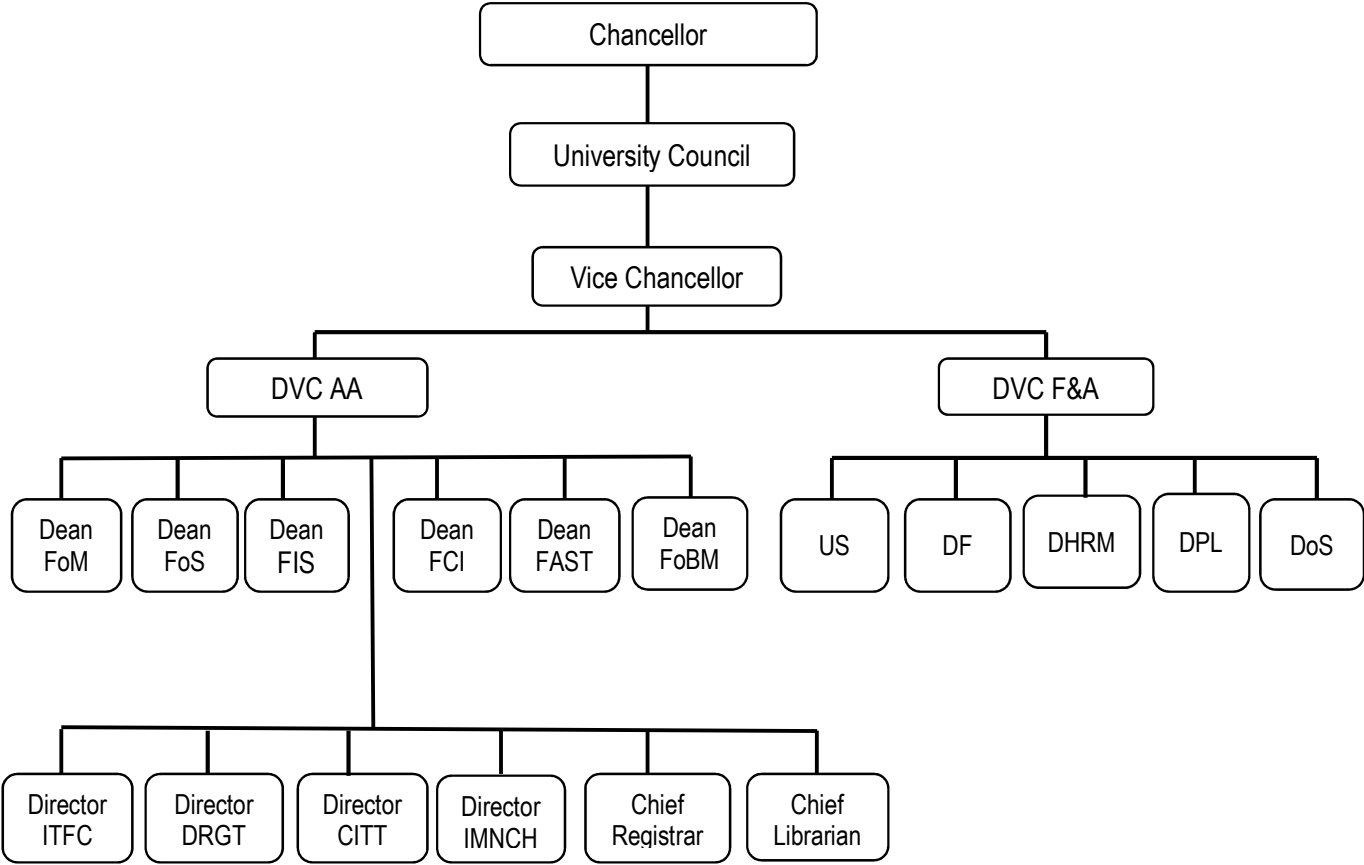 Chancellor
University Council
Vice Chancellor
DVC AA
DVC F&A
Dean
FoM
Dean
FoS
Dean
FIS
Dean
FCI
Dean
FAST
Dean
FoBM
US
DF
DHRM
DPL
DoS
Director
ITFC
Director
DRGT
Director
CITT
Director
IMNCH
Chief
Registrar
Chief
Librarian